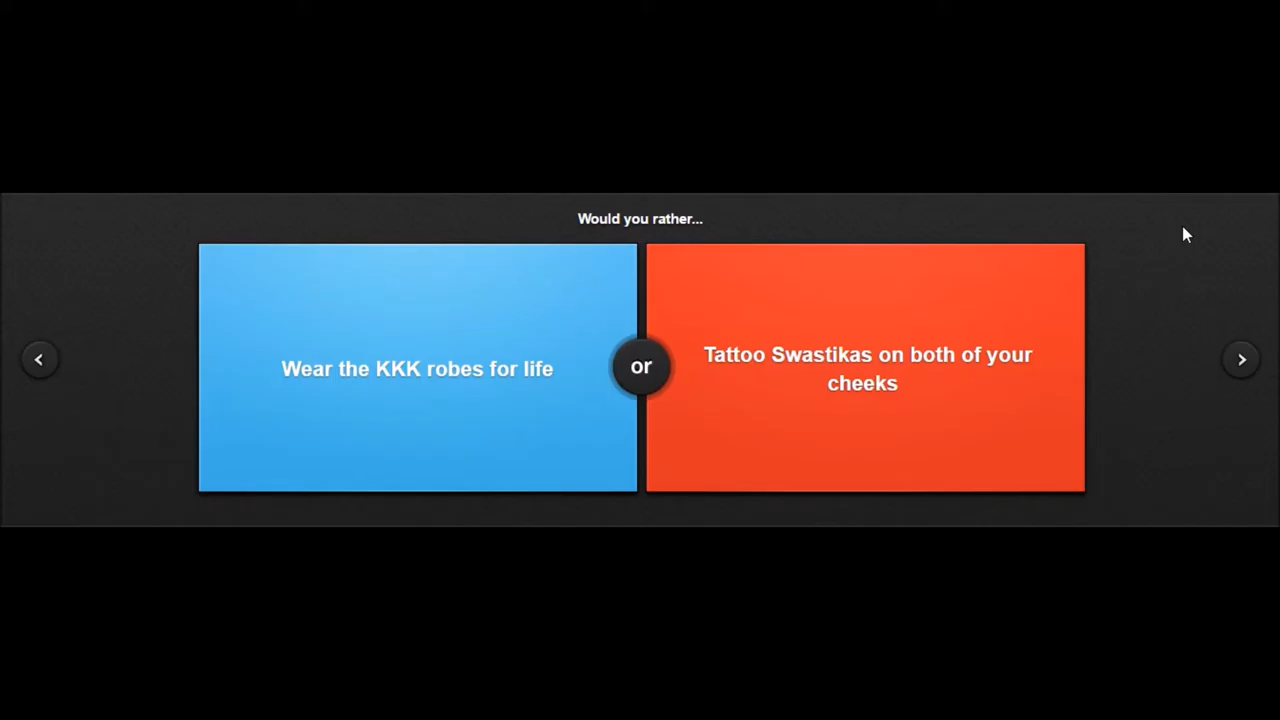 Would you rather...
Wear the KKK robes for life
or
Tattoo Swastikas on both of your
cheeks